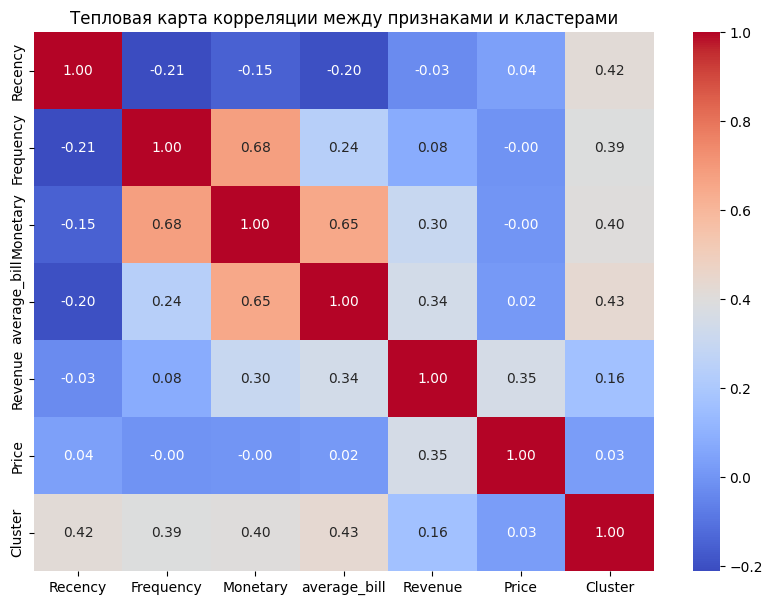 Тепловая карта корреляции между признаками и кластерами
Recency 1.00 -0.21 -0.15 -0.20 -0.03 0.04 0.42
Frequency -0.21 1.00 0.68 0.24 0.08 -0.00 0.39
Monetary -0.15 0.68 1.00 0.65 0.30 -0.00 0.40
average_bill -0.20 0.24 0.65 1.00 0.34 0.02 0.43
Revenue -0.03 0.08 0.30 0.34 1.00 0.35 0.16
Price 0.04 -0.00 -0.00 0.02 0.35 1.00 0.03
Cluster 0.42 0.39 0.40 0.43 0.16 0.03 1.00
Recency Frequency Monetary average_bill Revenue Price Cluster
1.0
0.8
0.6
0.4
0.2
0.0
-0.2